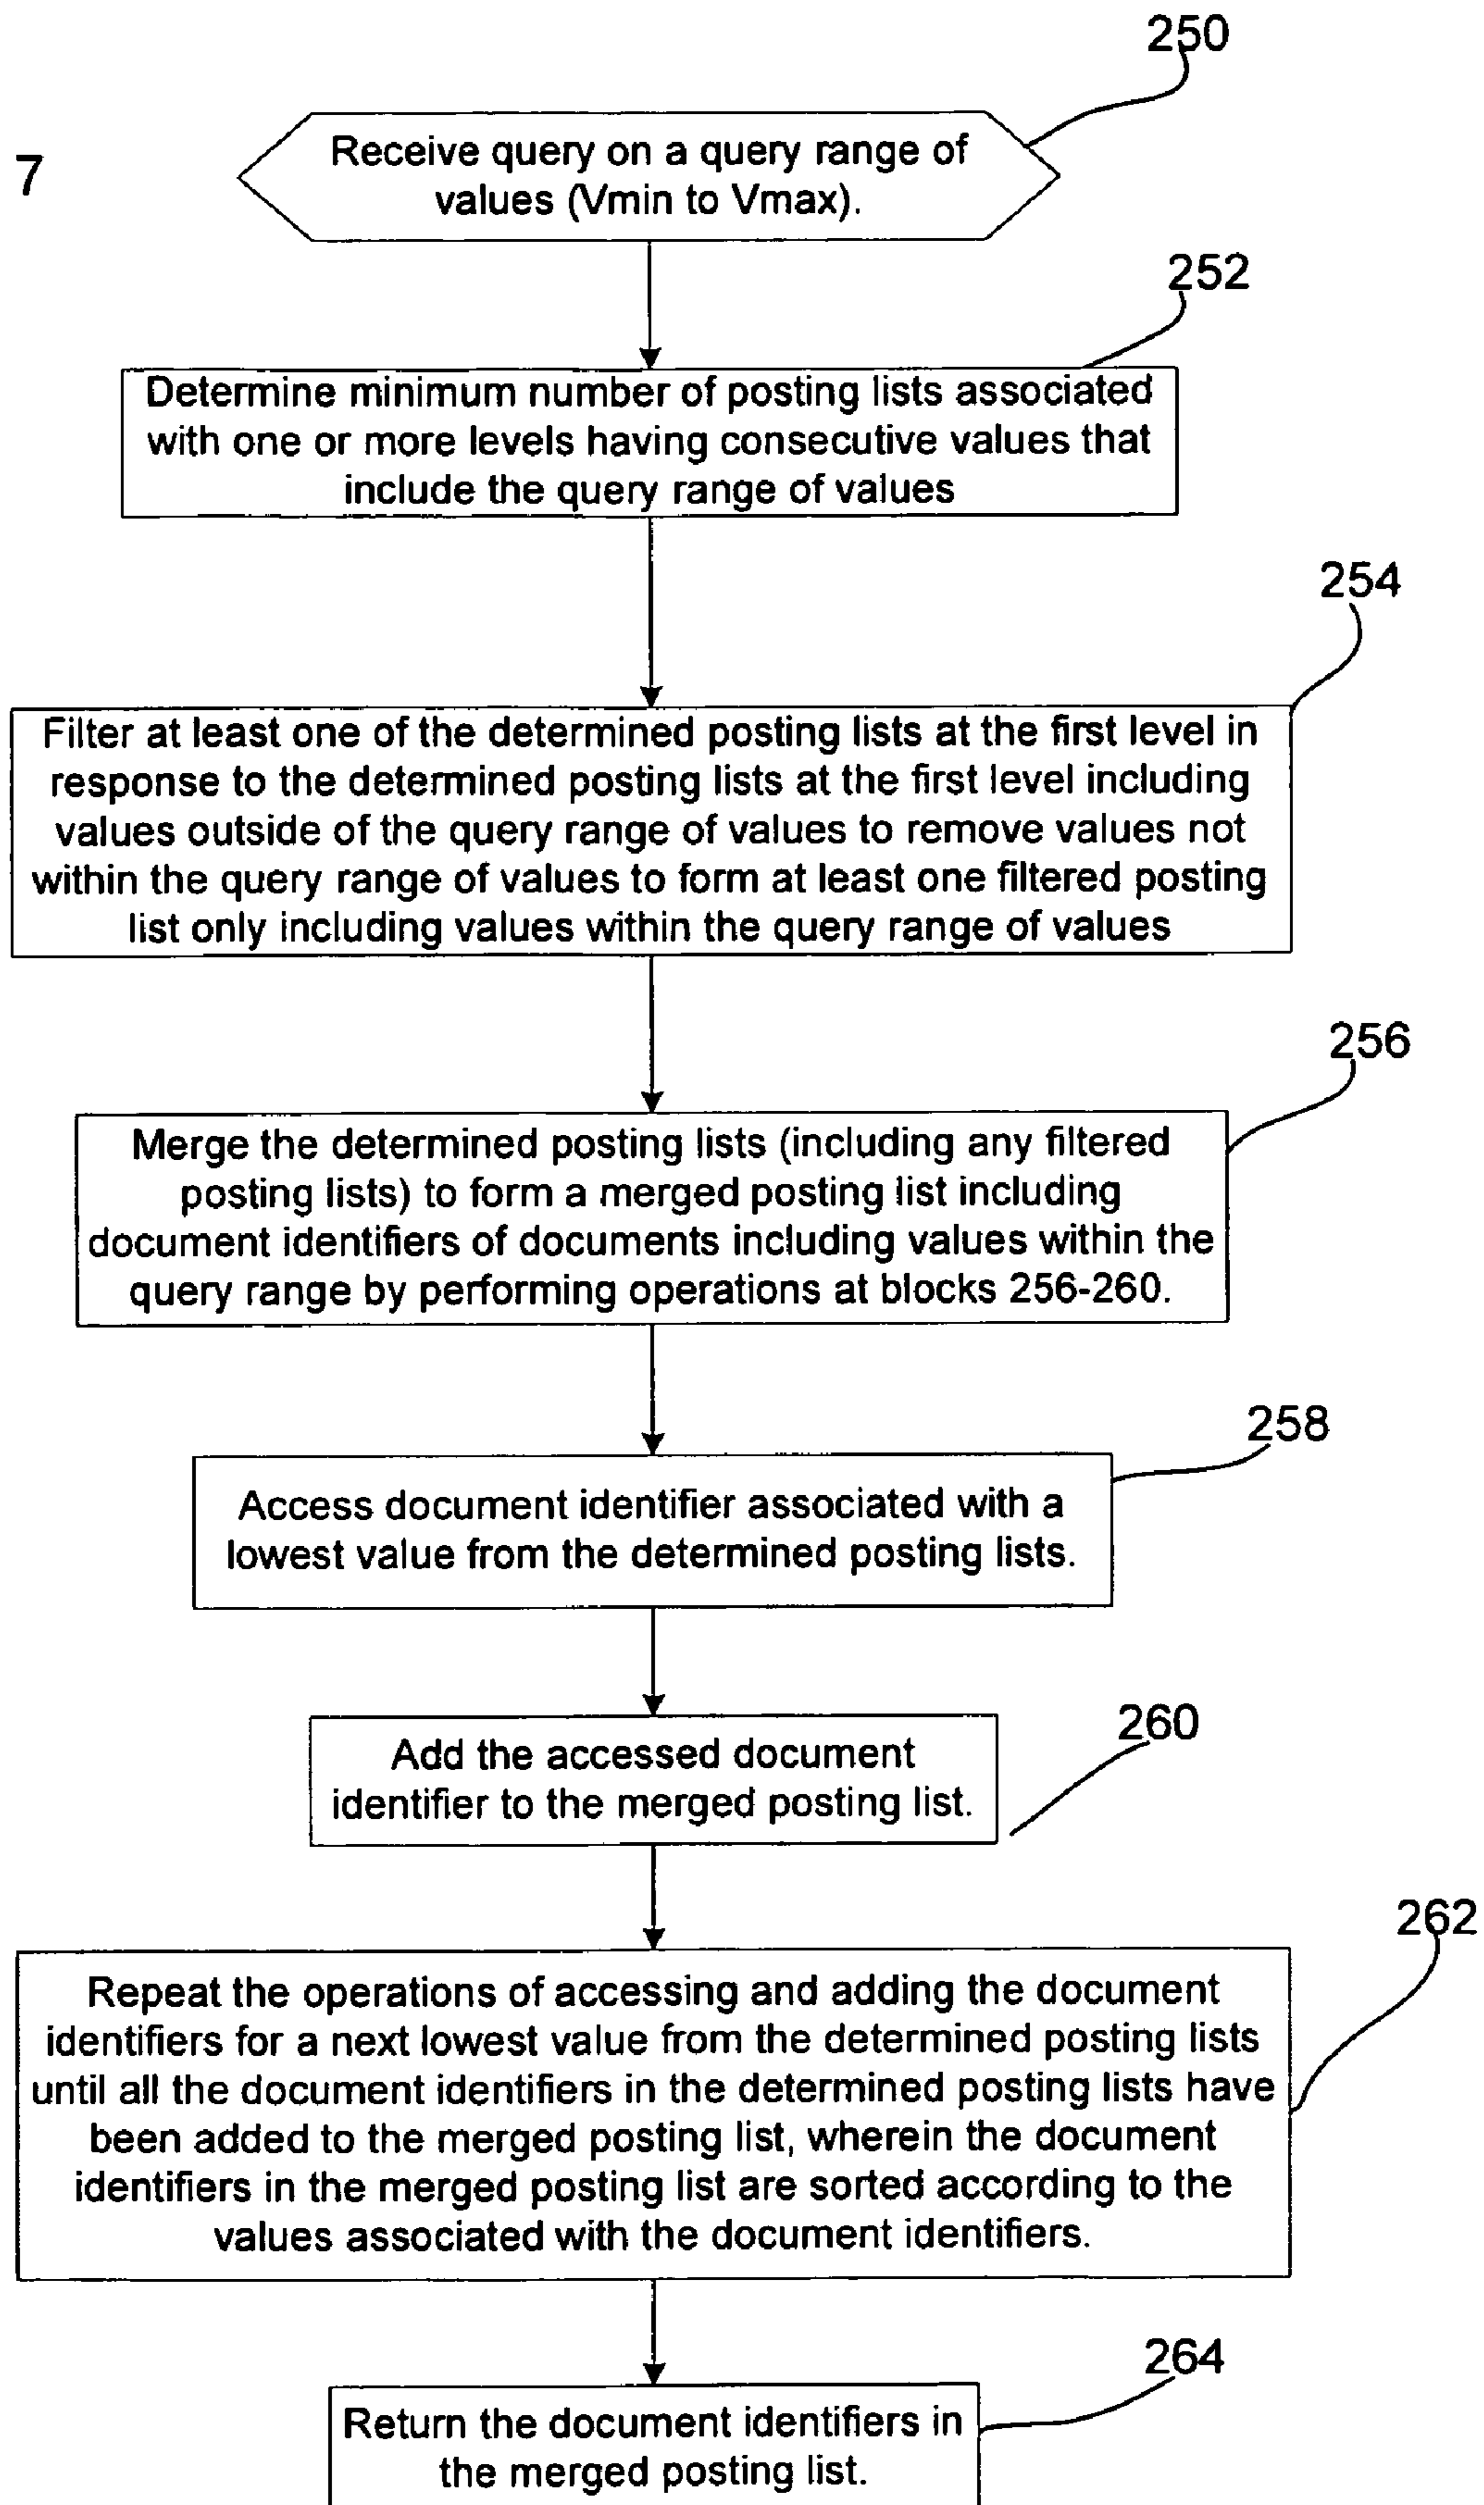 250
7
Receive query on a query range of
values (Vmin to Vmax).
252
Determine minimum number of posting lists associated
with one or more levels having consecutive values that
include the query range of values
254
Filter at least one of the determined posting lists at the first level in
response to the determined posting lists at the first level including
values outside of the query range of values to remove values not
within the query range of values to form at least one filtered posting
list only including values within the query range of values
256
Merge the determined posting lists (including any filtered
posting lists) to form a merged posting list including
document identifiers of documents including values within the
query range by performing operations at blocks 256-260.
258
Access document identifier associated with a
lowest value from the determined posting lists.
260
Add the accessed document
identifier to the merged posting list.
262
Repeat the operations of accessing and adding the document
identifiers for a next lowest value from the determined posting lists
until all the document identifiers in the determined posting lists have
been added to the merged posting list, wherein the document
identifiers in the merged posting list are sorted according to the
values associated with the document identifiers.
264
Return the document identifiers in
the merged posting list.